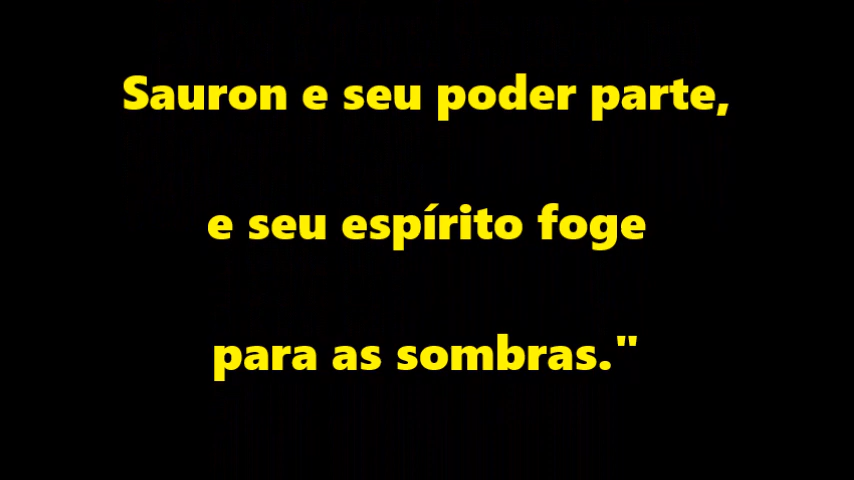 Sauron e seu poder parte,
e seu espírito foge
para as sombras."